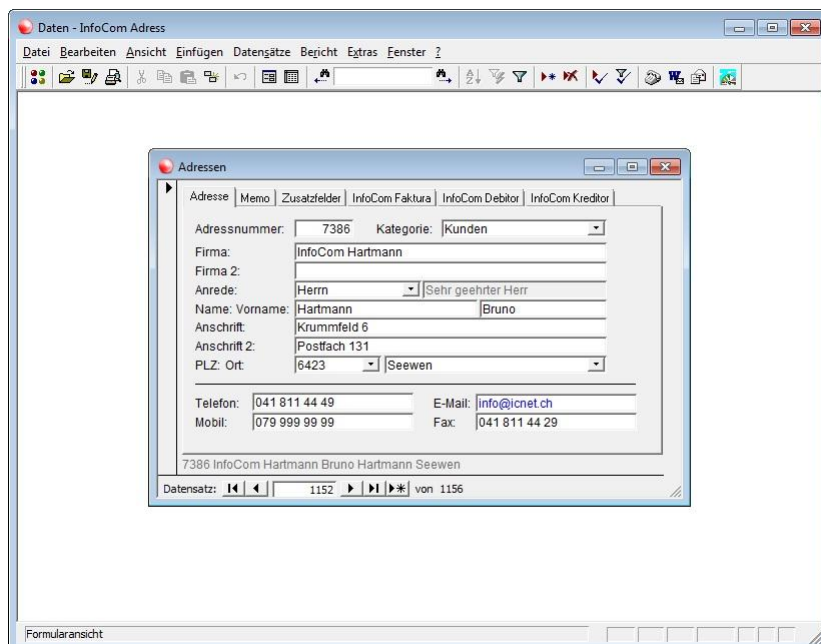 Daten - InfoCom Adress
Datei Bearbeiten Ansicht Einfügen Datensätze Bericht Extras Fenster ?
Adressen
Adresse Memo Zusatzfelder InfoCom Faktura InfoCom Debitor InfoCom Kreditor
Adressnummer: 7386 Kategorie: Kunden
Firma: InfoCom Hartmann
Firma 2:
Anrede: Herrn Sehr geehrter Herr
Name: Vorname: Hartmann Bruno
Anschrift: Krummfeld 6
Anschrift 2: Postfach 131
PLZ: Ort: 6423 Seewen
Telefon: 041 811 44 49 E-Mail: info@icnet.ch
Mobil: 079 999 99 99 Fax: 041 811 44 29
7386 InfoCom Hartmann Bruno Hartmann Seewen
Datensatz: 1152 von 1156
Formularansicht